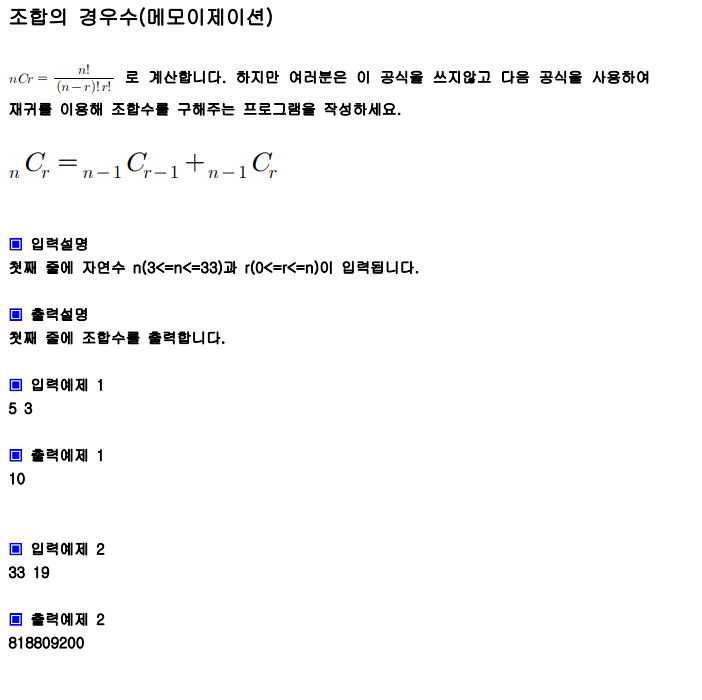 조합의 경우수(메모이제이션)
nCr = n! / (n−r)!r! 로 계산합니다. 하지만 여러분은 이 공식을 쓰지않고 다음 공식을 사용하여
재귀를 이용해 조합수를 구해주는 프로그램을 작성하세요.
nCr = n−1Cr−1 + n−1Cr
▣ 입력설명
첫째 줄에 자연수 n(3<=n<=33)과 r(0<=r<=n)이 입력됩니다.
▣ 출력설명
첫째 줄에 조합수를 출력합니다.
▣ 입력예제 1
5 3
▣ 출력예제 1
10
▣ 입력예제 2
33 19
▣ 출력예제 2
818809200